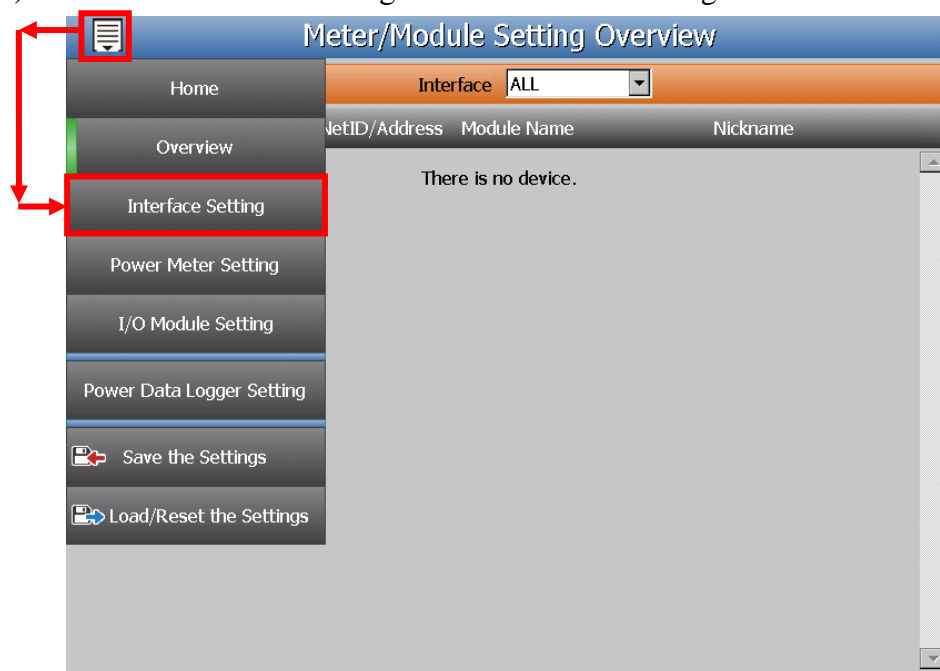 Meter/Module Setting Overview
Home
Interface ALL
Overview
NetID/Address Module Name Nickname
There is no device.
Interface Setting
Power Meter Setting
I/O Module Setting
Power Data Logger Setting
Save the Settings
Load/Reset the Settings